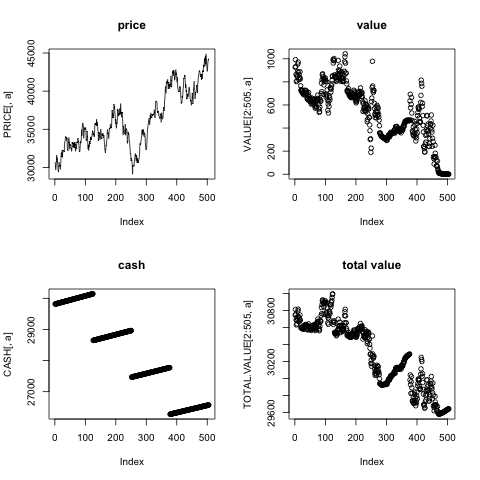 price
PRICE[, a]
30000 35000 40000 45000
0 100 200 300 400 500
Index
value
VALUE[2:505, a]
0 200 600 1000
0 100 200 300 400 500
Index
cash
CASH[, a]
27000 29000
0 100 200 300 400 500
Index
total value
TOTAL.VALUE[2:505, a]
29600 30200 30800
0 100 200 300 400 500
Index